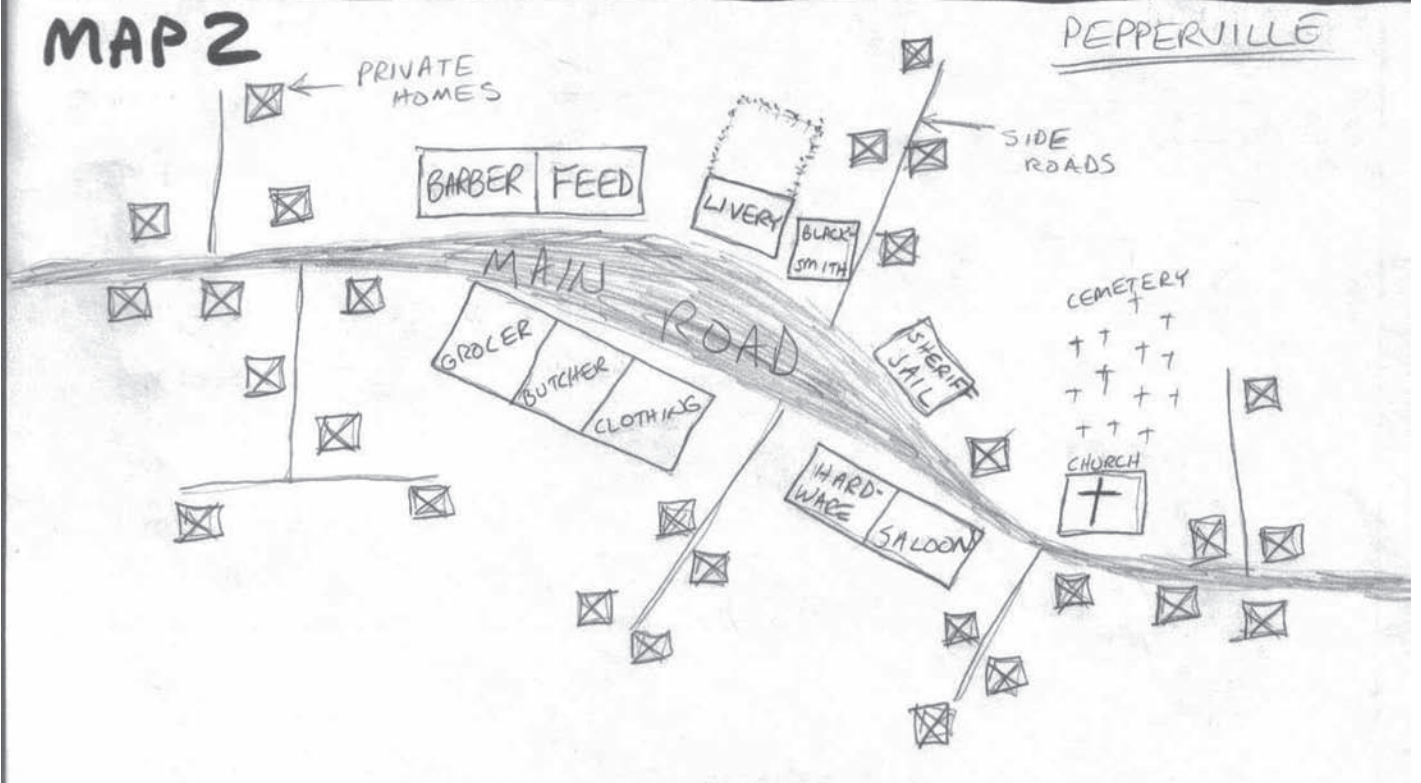 MAP 2
PEPPERVILLE
PRIVATE
HOMES
SIDE
ROADS
BARBER
FEED
LIVERY
BLACK-
SMITH
MAIN
ROAD
CEMETERY
GROCER
BUTCHER
CLOTHING
SHERIFF
JAIL
CHURCH
HARD-
WARE
SALOON